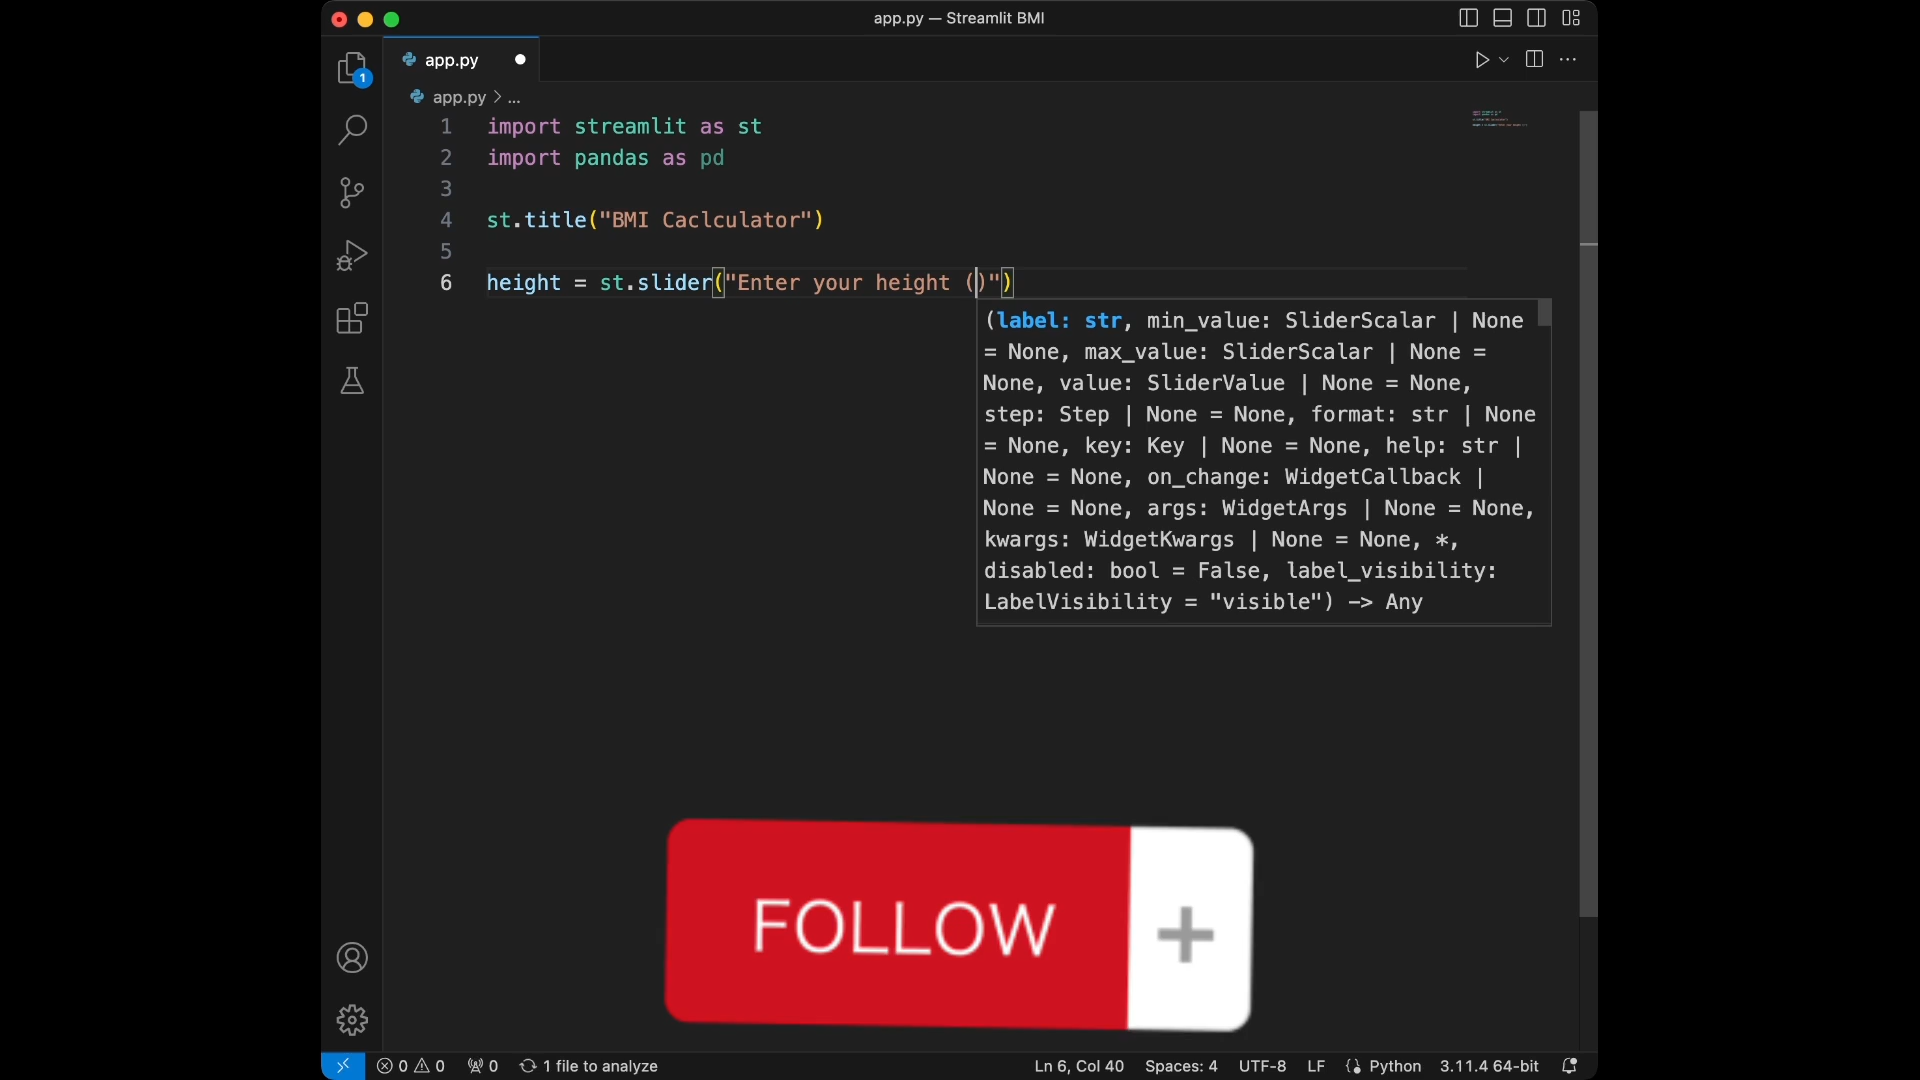 app.py — Streamlit BMI
app.py
1
app.py > ...
1 import streamlit as st
2 import pandas as pd
3
4 st.title("BMI Caclculator")
5
6 height = st.slider("Enter your height ()")
(label: str, min_value: SliderScalar | None
= None, max_value: SliderScalar | None =
None, value: SliderValue | None = None,
step: Step | None = None, format: str | None
= None, key: Key | None = None, help: str |
None = None, on_change: WidgetCallback |
None = None, args: WidgetArgs | None = None,
kwargs: WidgetKwargs | None = None, *,
disabled: bool = False, label_visibility:
LabelVisibility = "visible") -> Any
FOLLOW +
0 0 0 1 file to analyze Ln 6, Col 40 Spaces: 4 UTF-8 LF {} Python 3.11.4 64-bit